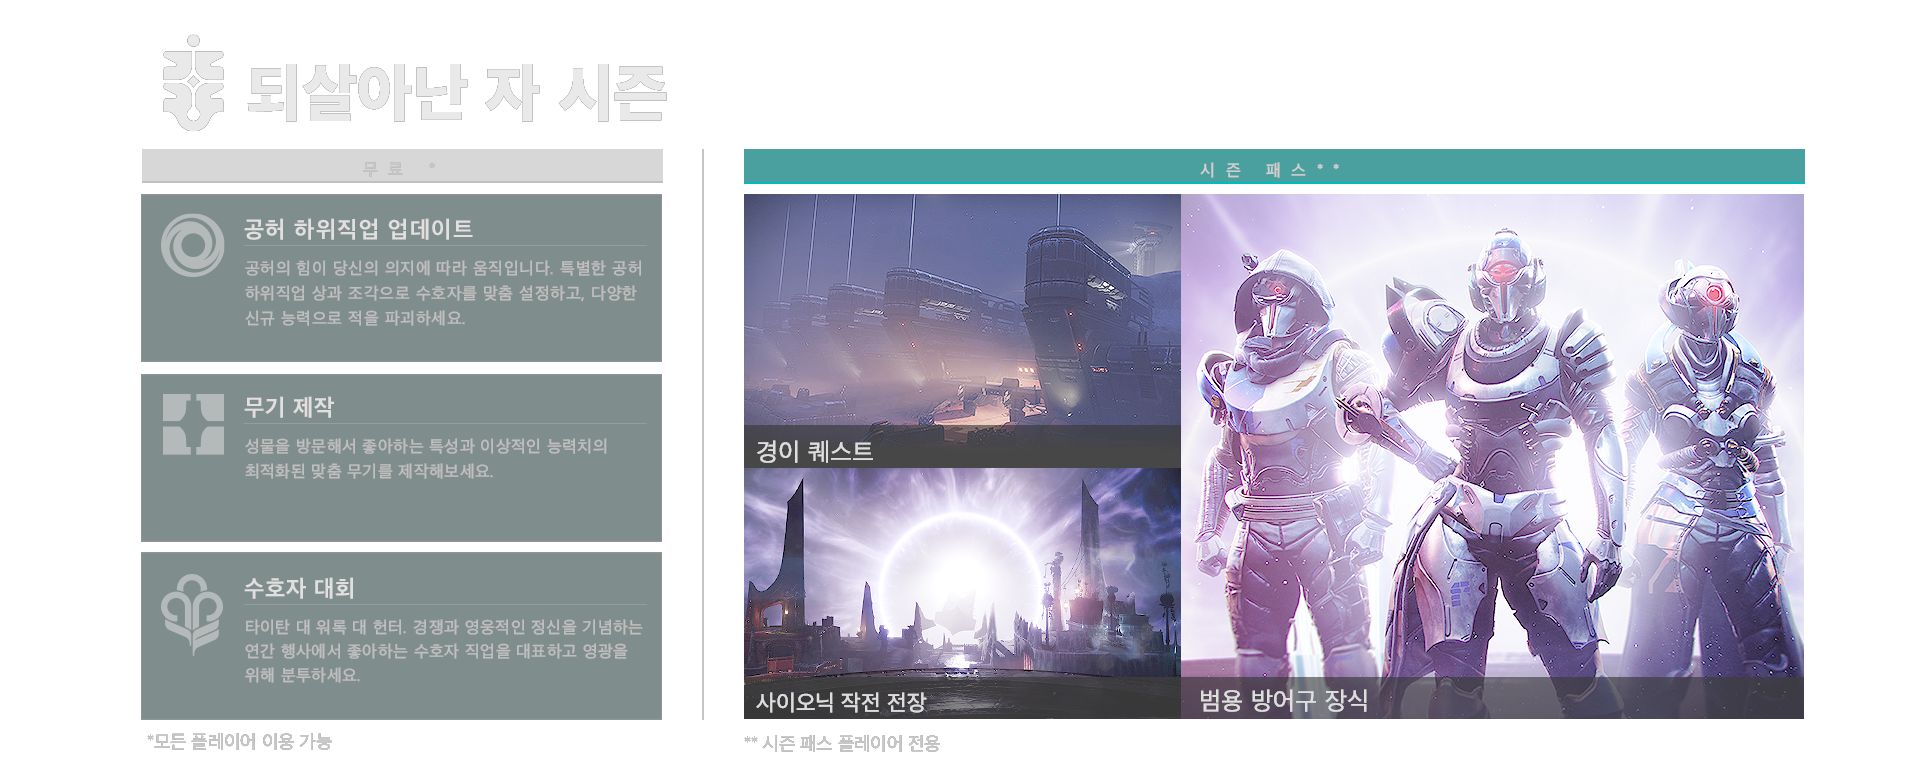 되살아난 자 시즌
무료 *
공허 하위직업 업데이트
공허의 힘이 당신의 의지에 따라 움직입니다. 특별한 공허
하위직업 상과 조각으로 수호자를 맞춤 설정하고, 다양한
신규 능력으로 적을 파괴하세요.
무기 제작
성물을 방문해서 좋아하는 특성과 이상적인 능력치의
최적화된 맞춤 무기를 제작해보세요.
수호자 대회
타이탄 대 워록 대 헌터. 경쟁과 영웅적인 정신을 기념하는
연간 행사에서 좋아하는 수호자 직업을 대표하고 영광을
위해 분투하세요.
*모든 플레이어 이용 가능
시즌 패스**
경이 퀘스트
사이오닉 작전 전장
범용 방어구 장식
** 시즌 패스 플레이어 전용